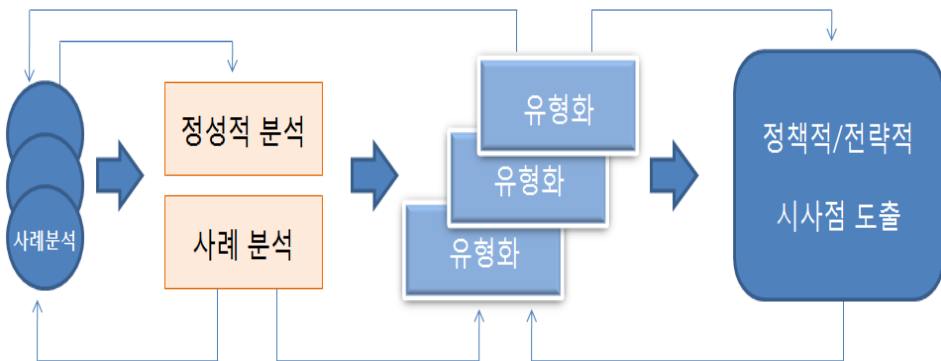 사례분석
정성적 분석
사례 분석
유형화
유형화
유형화
정책적/전략적
시사점 도출